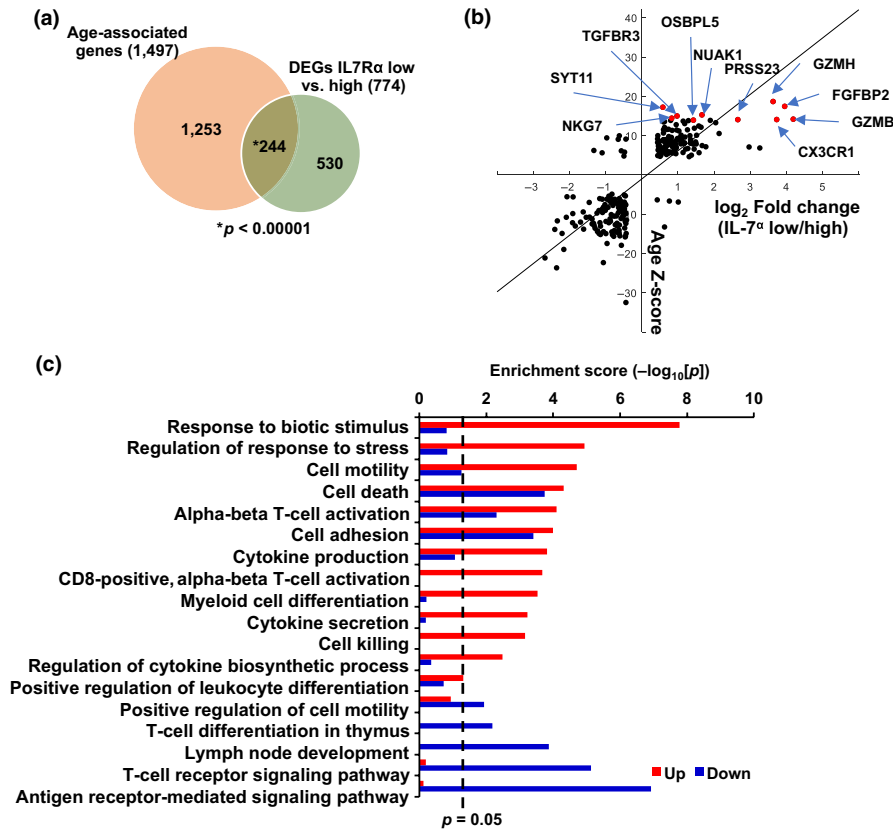 (a)
Age-associated
genes (1,497)
DEGs IL7Rα low
vs. high (774)
1,253
*244
530
*p < 0.00001
(b)
40
30
20
10
−10
−20
−30
−3
−2
−1
1
2
3
4
5
OSBPL5
TGFBR3
NUAK1
GZMH
PRSS23
SYT11
FGFBP2
NKG7
GZMB
CX3CR1
log2 Fold change
(IL-7α low/high)
Age Z-score
(c)
Enrichment score (−log10[p])
0
2
4
6
8
10
Response to biotic stimulus
Regulation of response to stress
Cell motility
Cell death
Alpha-beta T-cell activation
Cell adhesion
Cytokine production
CD8-positive, alpha-beta T-cell activation
Myeloid cell differentiation
Cytokine secretion
Cell killing
Regulation of cytokine biosynthetic process
Positive regulation of leukocyte differentiation
Positive regulation of cell motility
T-cell differentiation in thymus
Lymph node development
T-cell receptor signaling pathway
Antigen receptor-mediated signaling pathway
Up Down
p = 0.05